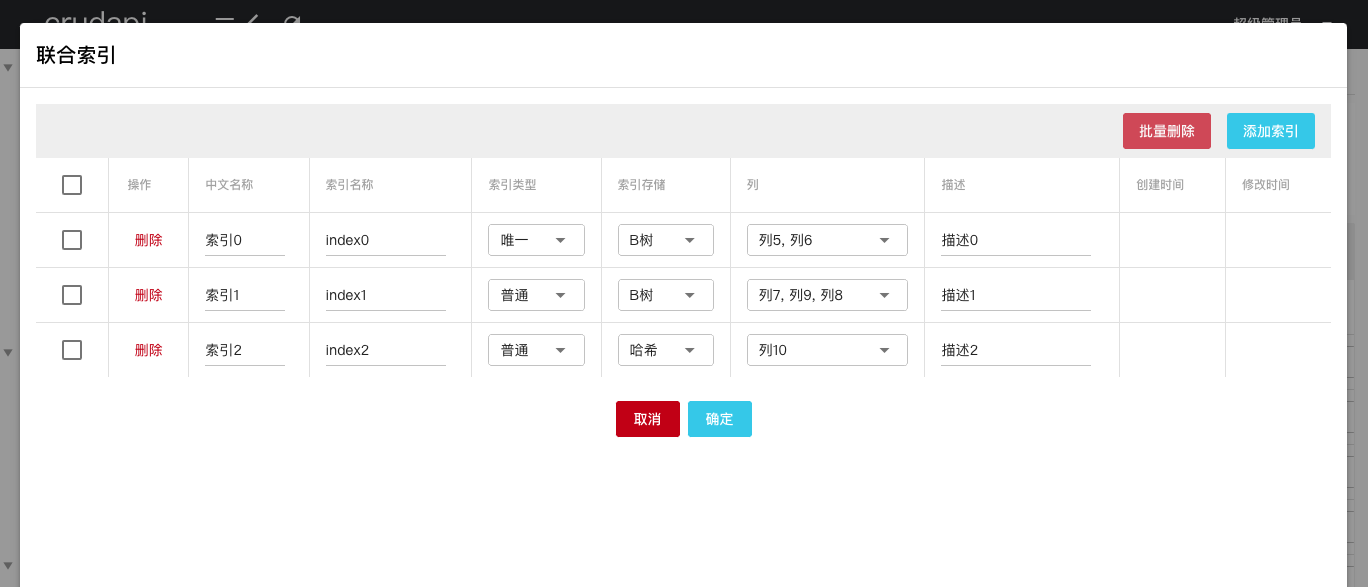 crudapi 超级管理员
联合索引
批量删除 添加索引
操作 中文名称 索引名称 索引类型 索引存储 列 描述 创建时间 修改时间
删除 索引0 index0 唯一 B树 列5, 列6 描述0
删除 索引1 index1 普通 B树 列7, 列9, 列8 描述1
删除 索引2 index2 普通 哈希 列10 描述2
取消 确定